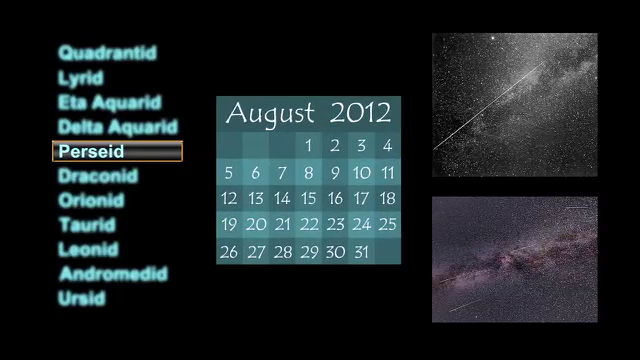 Quadrantid
Lyrid
Eta Aquarid
Delta Aquarid
Perseid
Draconid
Orionid
Taurid
Leonid
Andromedid
Ursid
August 2012
1 2 3 4
5 6 7 8 9 10 11
12 13 14 15 16 17 18
19 20 21 22 23 24 25
26 27 28 29 30 31